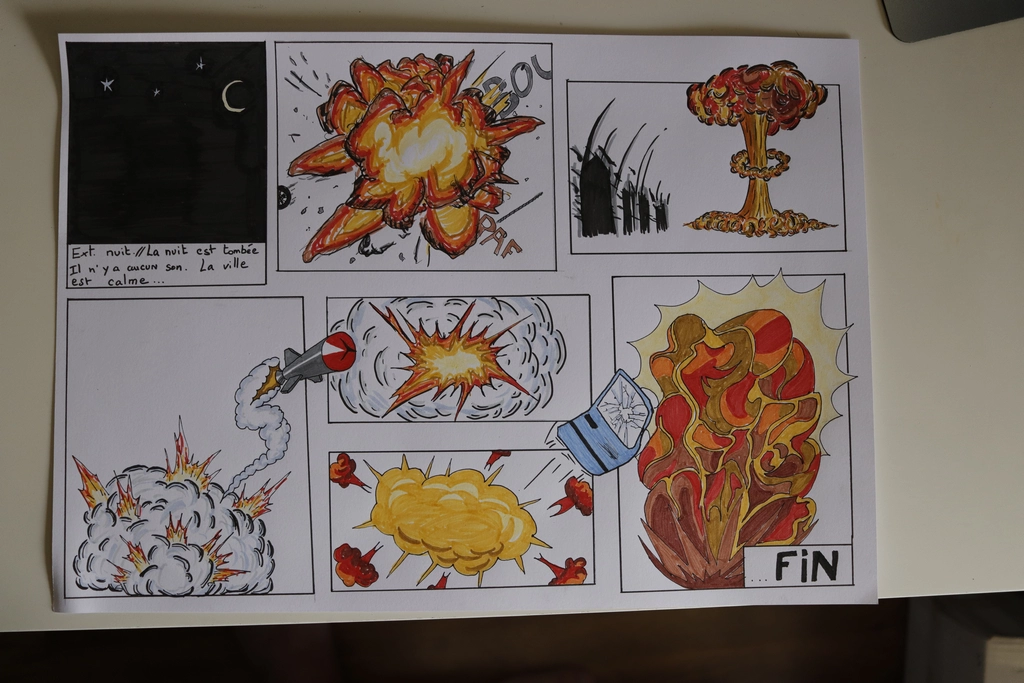 Ext. nuit.//La nuit est tombée
Il n'y a aucun son. La ville
est calme...
PAF
... FiN